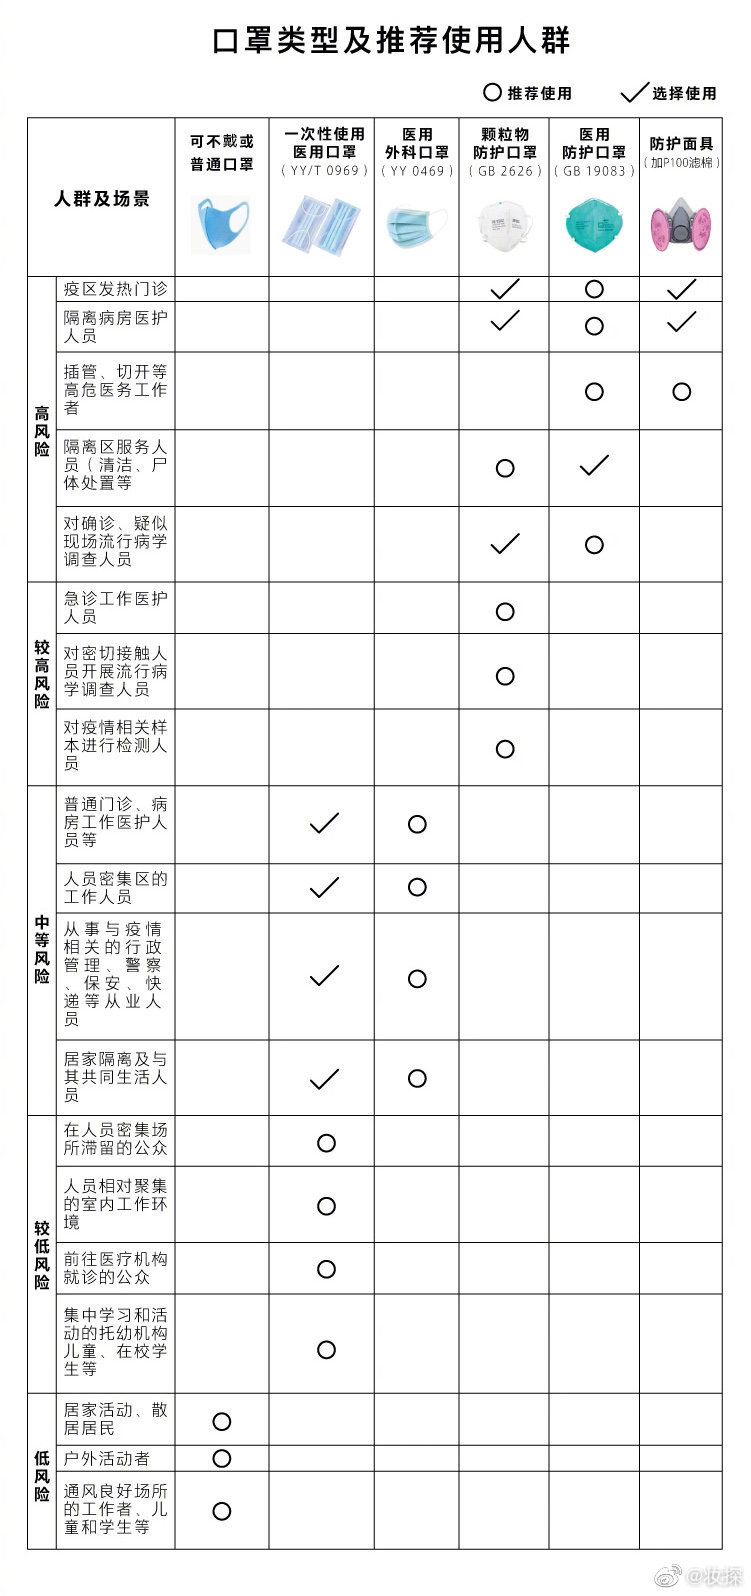 口罩类型及推荐使用人群
○推荐使用 ✓选择使用
人群及场景
可不戴或
普通口罩
一次性使用
医用口罩
(YY/T 0969)
医用
外科口罩
(YY 0469)
颗粒物
防护口罩
(GB 2626)
医用
防护口罩
(GB 19083)
防护面具
(加P100滤棉)
高风险
疫区发热门诊 ✓ ○ ✓
隔离病房医护
人员 ✓ ○ ✓
插管、切开等
高危医务工作
者 ○ ○
隔离区服务人
员(清洁、尸
体处置等 ○ ✓
对确诊、疑似
现场流行病学
调查人员 ✓ ○
较高风险
急诊工作医护
人员 ○
对密切接触人
员开展流行病
学调查人员 ○
对疫情相关样
本进行检测人
员 ○
中等风险
普通门诊、病
房工作医护人
员等 ✓ ○
人员密集区的
工作人员 ✓ ○
从事与疫情
相关的行政
管理、警察
、保安、快
递等从业人
员 ✓ ○
居家隔离及与
其共同生活人
员 ✓ ○
较低风险
在人员密集场
所滞留的公众 ○
人员相对聚集
的室内工作环
境 ○
前往医疗机构
就诊的公众 ○
集中学习和活
动的托幼机构
儿童、在校学
生等 ○
低风险
居家活动、散
居居民 ○
户外活动者 ○
通风良好场所
的工作者、儿
童和学生等 ○
@妆探